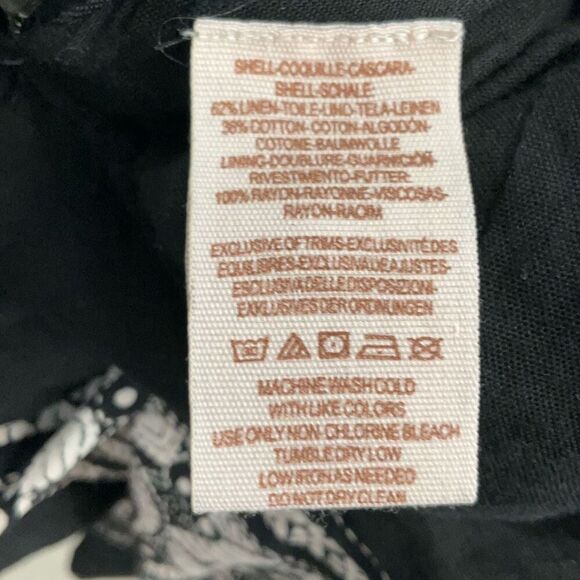 SHELL-COQUILLE-CASCARA-
SHELL-SCHALE:
62% LINEN-TOILE-LINO-TELA-LEINEN
38% COTTON-COTON-ALGODÓN-
COTONE-BAUMWOLLE
LINING-DOUBLURE-GUARNICIÓN-
RIVESTIMENTO-FUTTER:
100% RAYON-RAYONNE-VISCOSAS-
RAYON-RACIM
EXCLUSIVE OF TRIMS-EXCLUSNITÉ DES
EQUILIBRES-EXCLUSIVA DE AJUSTES-
ESCLUSIVA DELLE DISPOSIZIONI-
EXKLUSIVES DER ORDNUNGEN
MACHINE WASH COLD
WITH LIKE COLORS
USE ONLY NON-CHLORINE BLEACH
TUMBLE DRY LOW
LOW IRON AS NEEDED
DO NOT DRY CLEAN